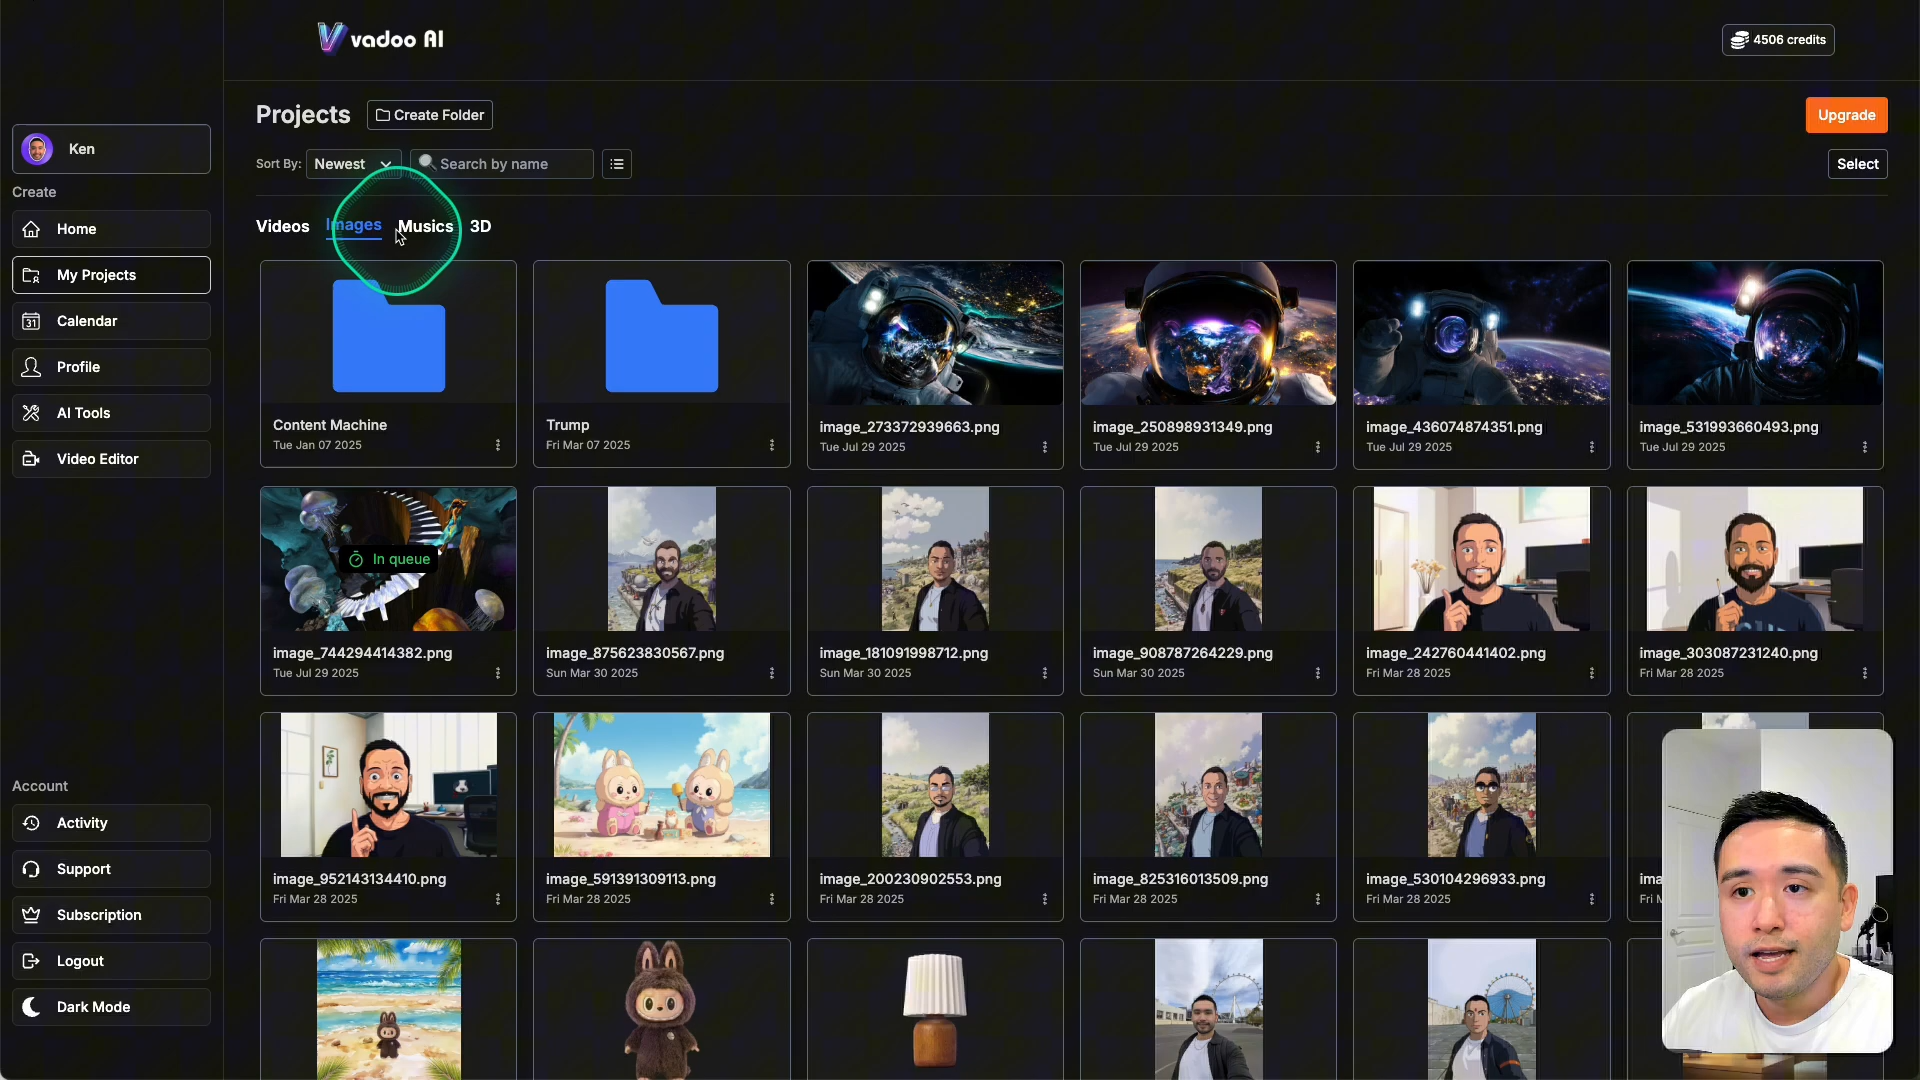 vadoo AI
4506 credits
Projects
Create Folder
Upgrade
Sort By:
Newest
Search by name
Select
Ken
Create
Home
My Projects
Calendar
Profile
AI Tools
Video Editor
Videos
Images
Musics
3D
Content Machine
Tue Jan 07 2025
Trump
Fri Mar 07 2025
image_273372939663.png
Tue Jul 29 2025
image_250898931349.png
Tue Jul 29 2025
image_436074874351.png
Tue Jul 29 2025
image_531993660493.png
Tue Jul 29 2025
In queue
image_744294414382.png
Tue Jul 29 2025
image_875623830567.png
Sun Mar 30 2025
image_181091998712.png
Sun Mar 30 2025
image_908787264229.png
Sun Mar 30 2025
image_242760441402.png
Fri Mar 28 2025
image_303087231240.png
Fri Mar 28 2025
image_952143134410.png
Fri Mar 28 2025
image_591391309113.png
Fri Mar 28 2025
image_200230902553.png
Fri Mar 28 2025
image_825316013509.png
Fri Mar 28 2025
image_530104296933.png
Fri Mar 28 2025
Account
Activity
Support
Subscription
Logout
Dark Mode